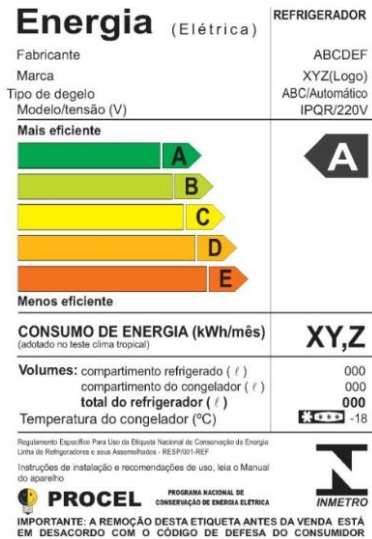 Energia (Elétrica) REFRIGERADOR
Fabricante ABCDEF
Marca XYZ(Logo)
Tipo de degelo ABC/Automático
Modelo/tensão (V) IPQR/220V
Mais eficiente
A A
B
C
D
E
Menos eficiente
CONSUMO DE ENERGIA (kWh/mês) XY,Z
(adotado no teste clima tropical)
Volumes: compartimento refrigerado ( ℓ ) 000
compartimento do congelador ( ℓ ) 000
total do refrigerador ( ℓ ) 000
Temperatura do congelador (ºC) -18
Regulamento Específico Para Uso da Etiqueta Nacional de Conservação de Energia
Linha de Refrigeradores e seus Assemelhados - RESP/001-REF
Instruções de instalação e recomendações de uso, leia o Manual
do aparelho
PROCEL PROGRAMA NACIONAL DE
CONSERVAÇÃO DE ENERGIA ELÉTRICA
INMETRO
IMPORTANTE: A REMOÇÃO DESTA ETIQUETA ANTES DA VENDA ESTÁ
EM DESACORDO COM O CÓDIGO DE DEFESA DO CONSUMIDOR